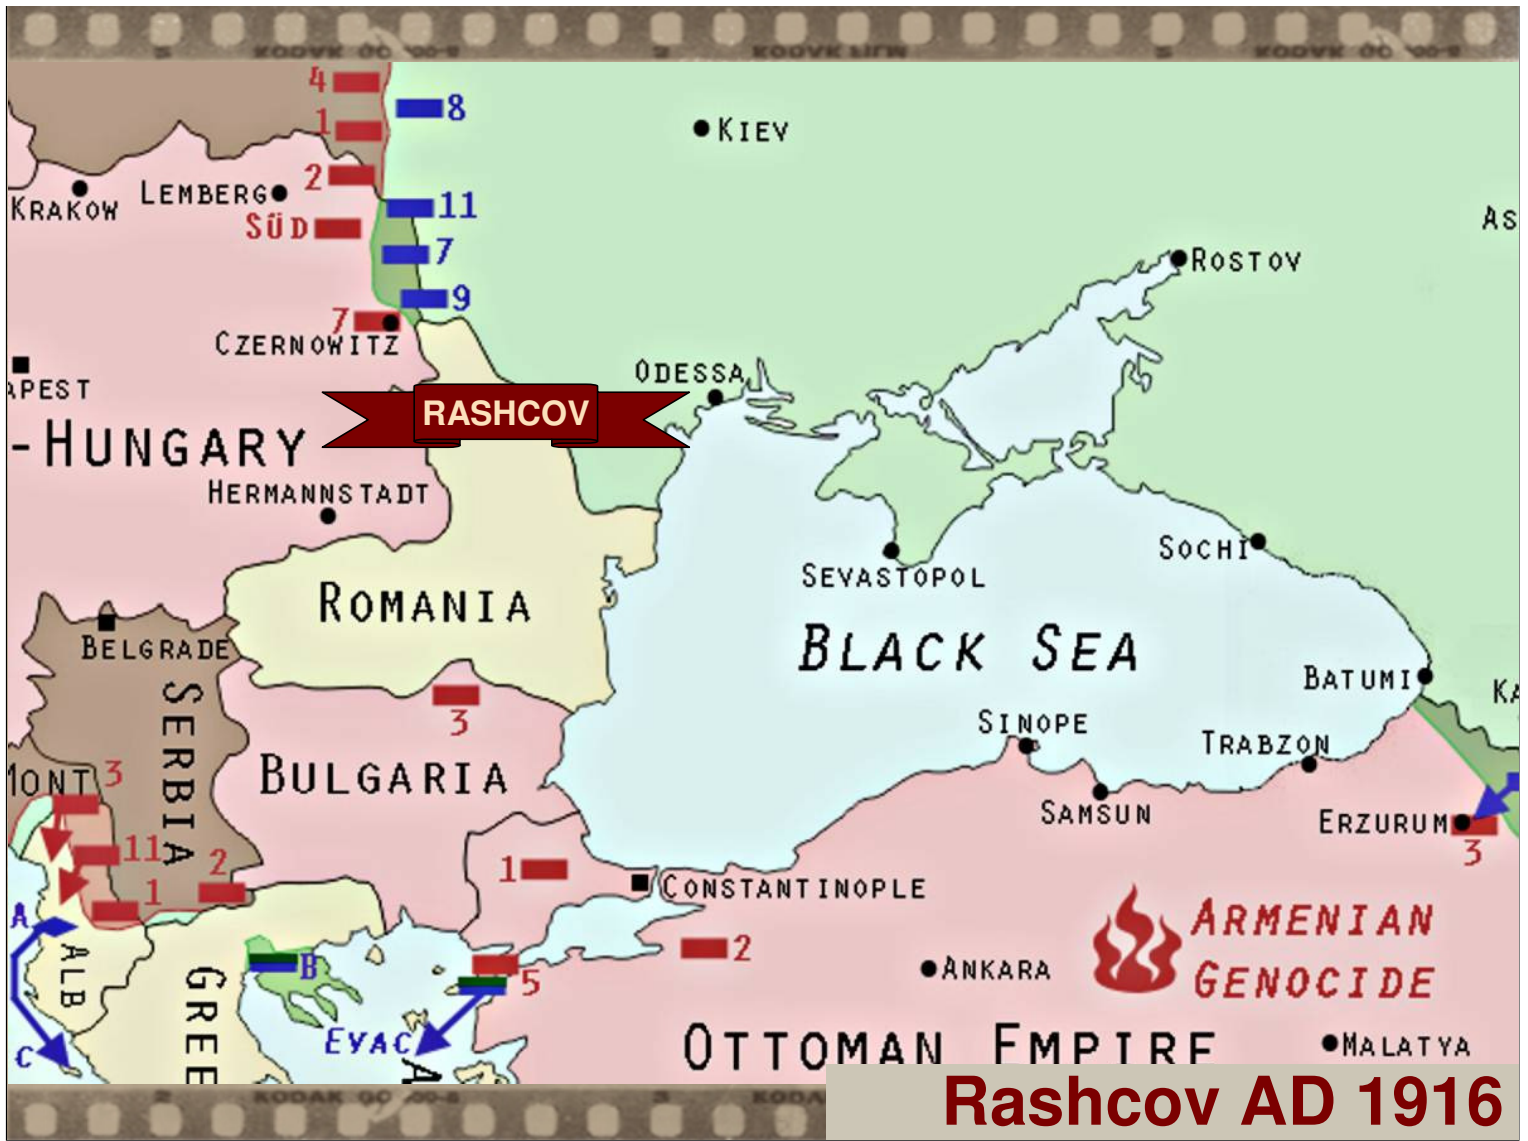 4
8
KIEV
1
2
LEMBERG
KRAKOW
11
SÜD
AS
7
ROSTOV
9
7
CZERNOWITZ
ODESSA
APEST
RASHCOV
-HUNGARY
HERMANNSTADT
SOCHI
SEVASTOPOL
ROMANIA
BELGRADE
BLACK SEA
BATUMI
KA
SERBIA
3
SINOPE
TRABZON
MONT
3
BULGARIA
SAMSUN
ERZURUM
3
11
2
1
CONSTANTINOPLE
1
A
ARMENIAN
GENOCIDE
2
ALB
B
5
ANKARA
GREE
C
EVAC
A
OTTOMAN EMPIRE
MALATYA
Rashcov AD 1916